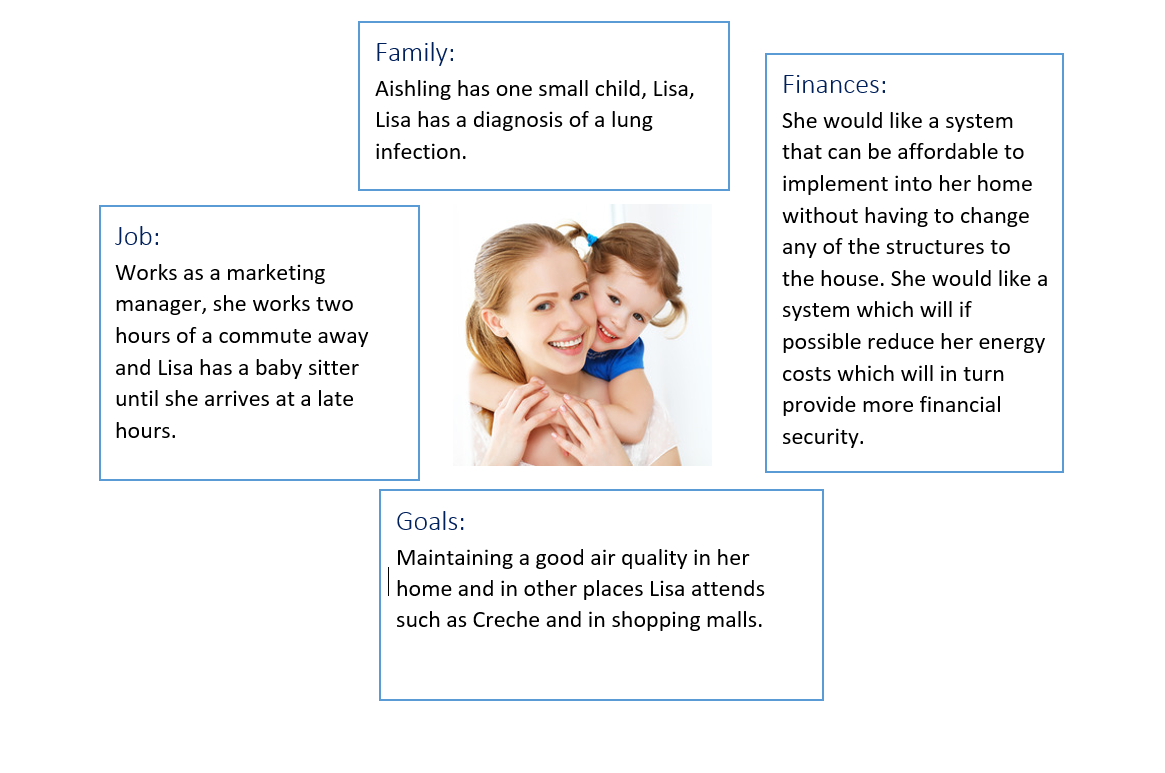 Family:
Aishling has one small child, Lisa,
Lisa has a diagnosis of a lung
infection.
Finances:
She would like a system
that can be affordable to
implement into her home
without having to change
any of the structures to
the house. She would like a
system which will if
possible reduce her energy
costs which will in turn
provide more financial
security.
Job:
Works as a marketing
manager, she works two
hours of a commute away
and Lisa has a baby sitter
until she arrives at a late
hours.
Goals:
Maintaining a good air quality in her
home and in other places Lisa attends
such as Creche and in shopping malls.